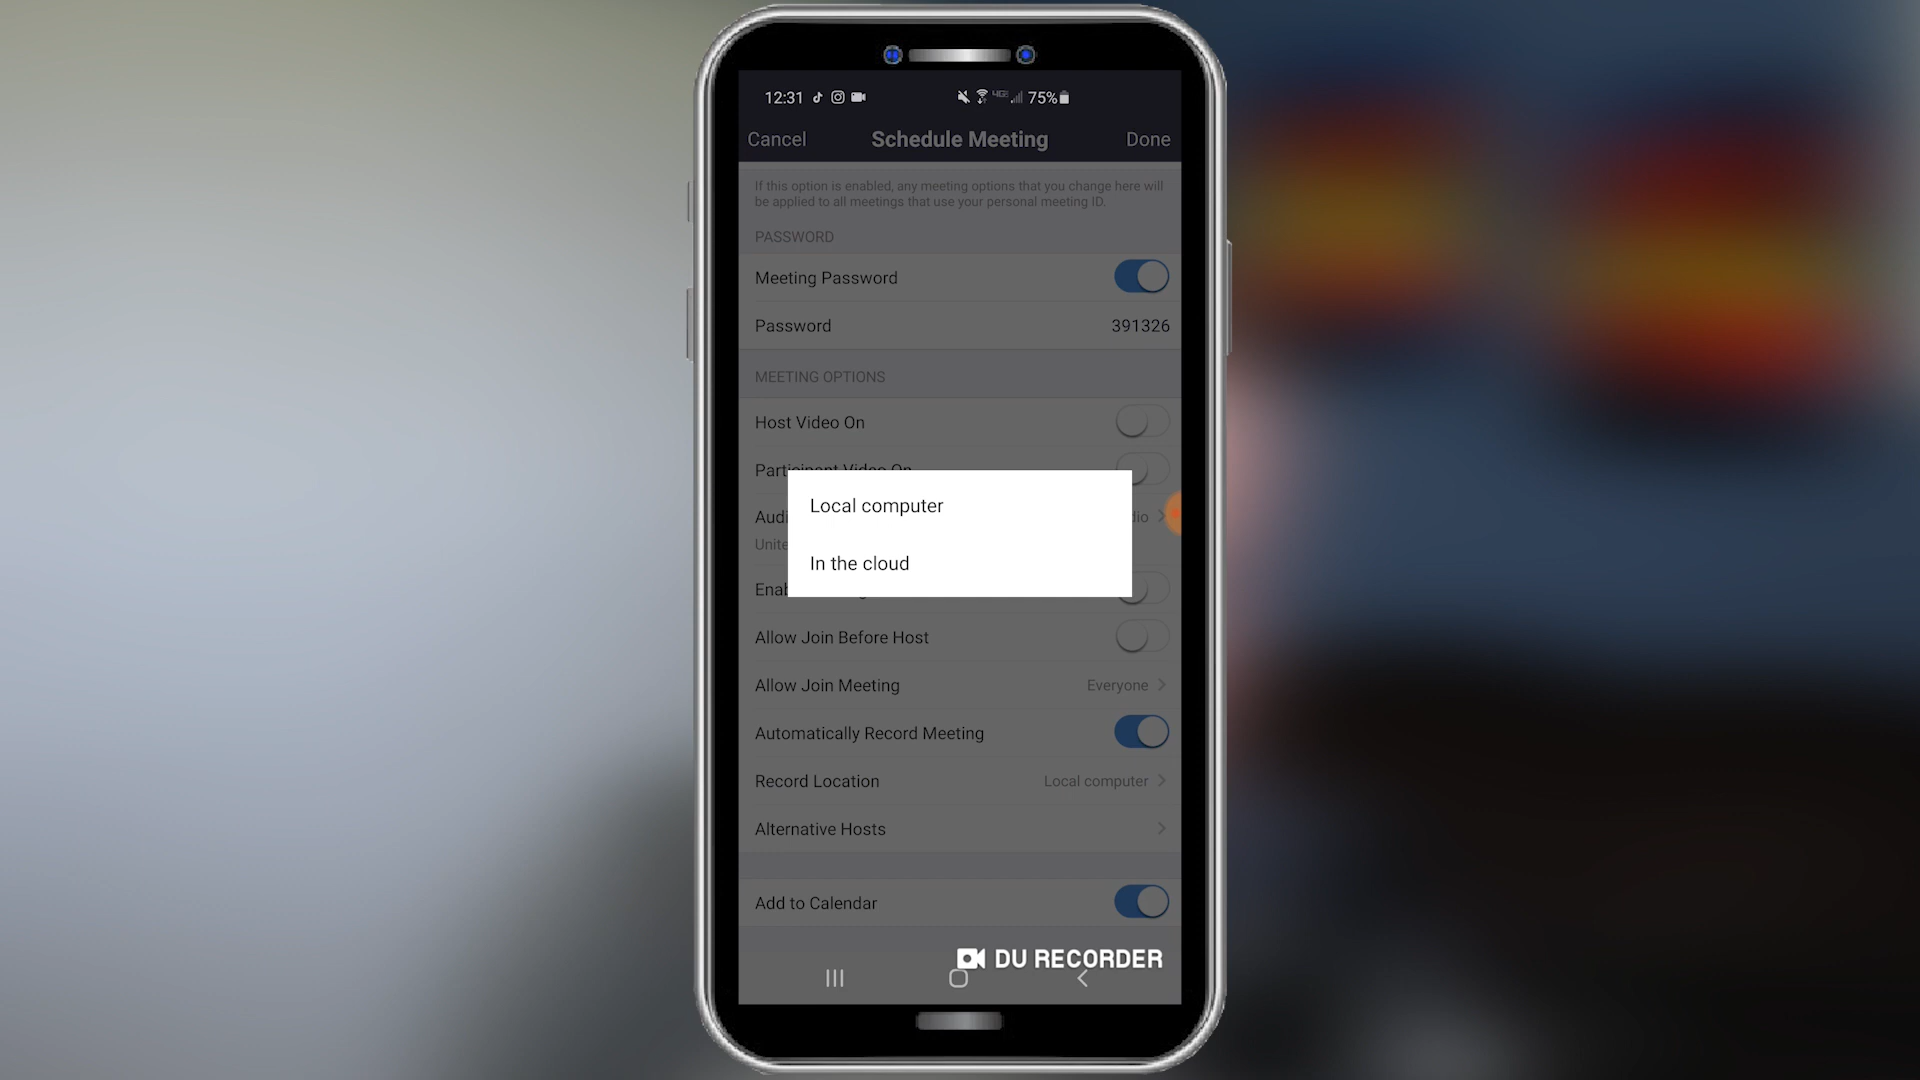 12:31 75%
Cancel Schedule Meeting Done
If this option is enabled, any meeting options that you change here will
be applied to all meetings that use your personal meeting ID.
PASSWORD
Meeting Password
Password 391326
MEETING OPTIONS
Host Video On
Participant Video On
Local computer
Audi dio
Unite
In the cloud
Enab
Allow Join Before Host
Allow Join Meeting Everyone
Automatically Record Meeting
Record Location Local computer
Alternative Hosts
Add to Calendar
DU RECORDER